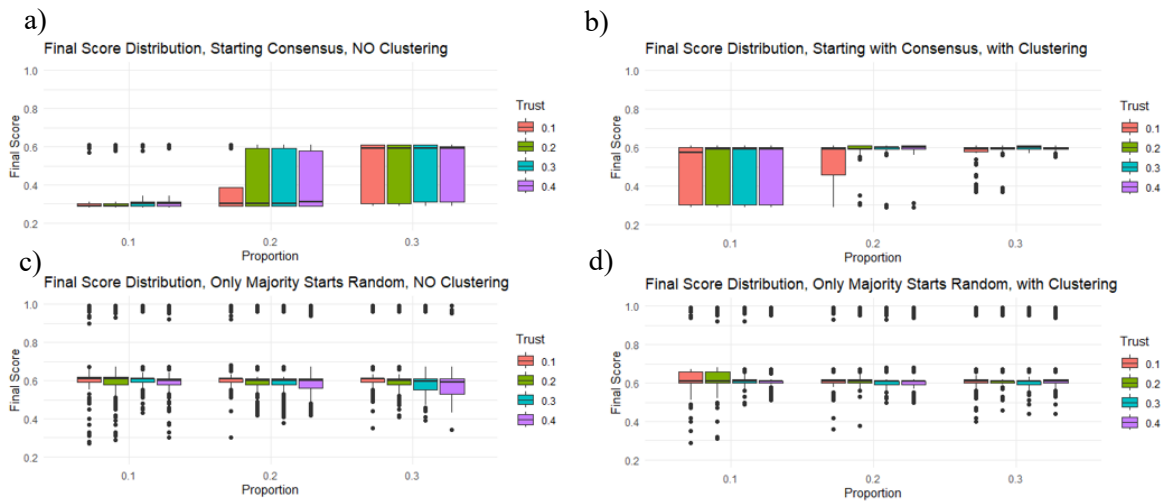 a)
Final Score Distribution, Starting Consensus, NO Clustering
1.0
0.8
0.6
0.4
0.2
Final Score
0.1
0.2
0.3
Proportion
Trust
0.1
0.2
0.3
0.4
b)
Final Score Distribution, Starting with Consensus, with Clustering
1.0
0.8
0.6
0.4
0.2
Final Score
0.1
0.2
0.3
Proportion
Trust
0.1
0.2
0.3
0.4
c)
Final Score Distribution, Only Majority Starts Random, NO Clustering
1.0
0.8
0.6
0.4
0.2
Final Score
0.1
0.2
0.3
Proportion
Trust
0.1
0.2
0.3
0.4
d)
Final Score Distribution, Only Majority Starts Random, with Clustering
1.0
0.8
0.6
0.4
0.2
Final Score
0.1
0.2
0.3
Proportion
Trust
0.1
0.2
0.3
0.4